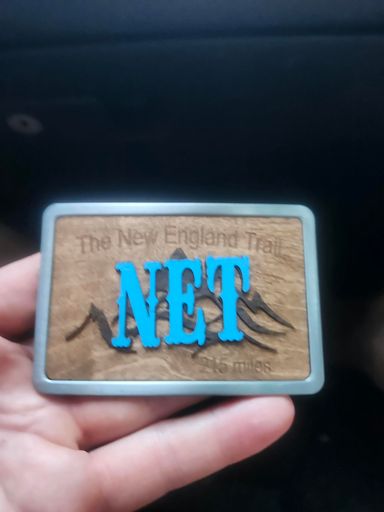 The New England Trail
NET
215 miles